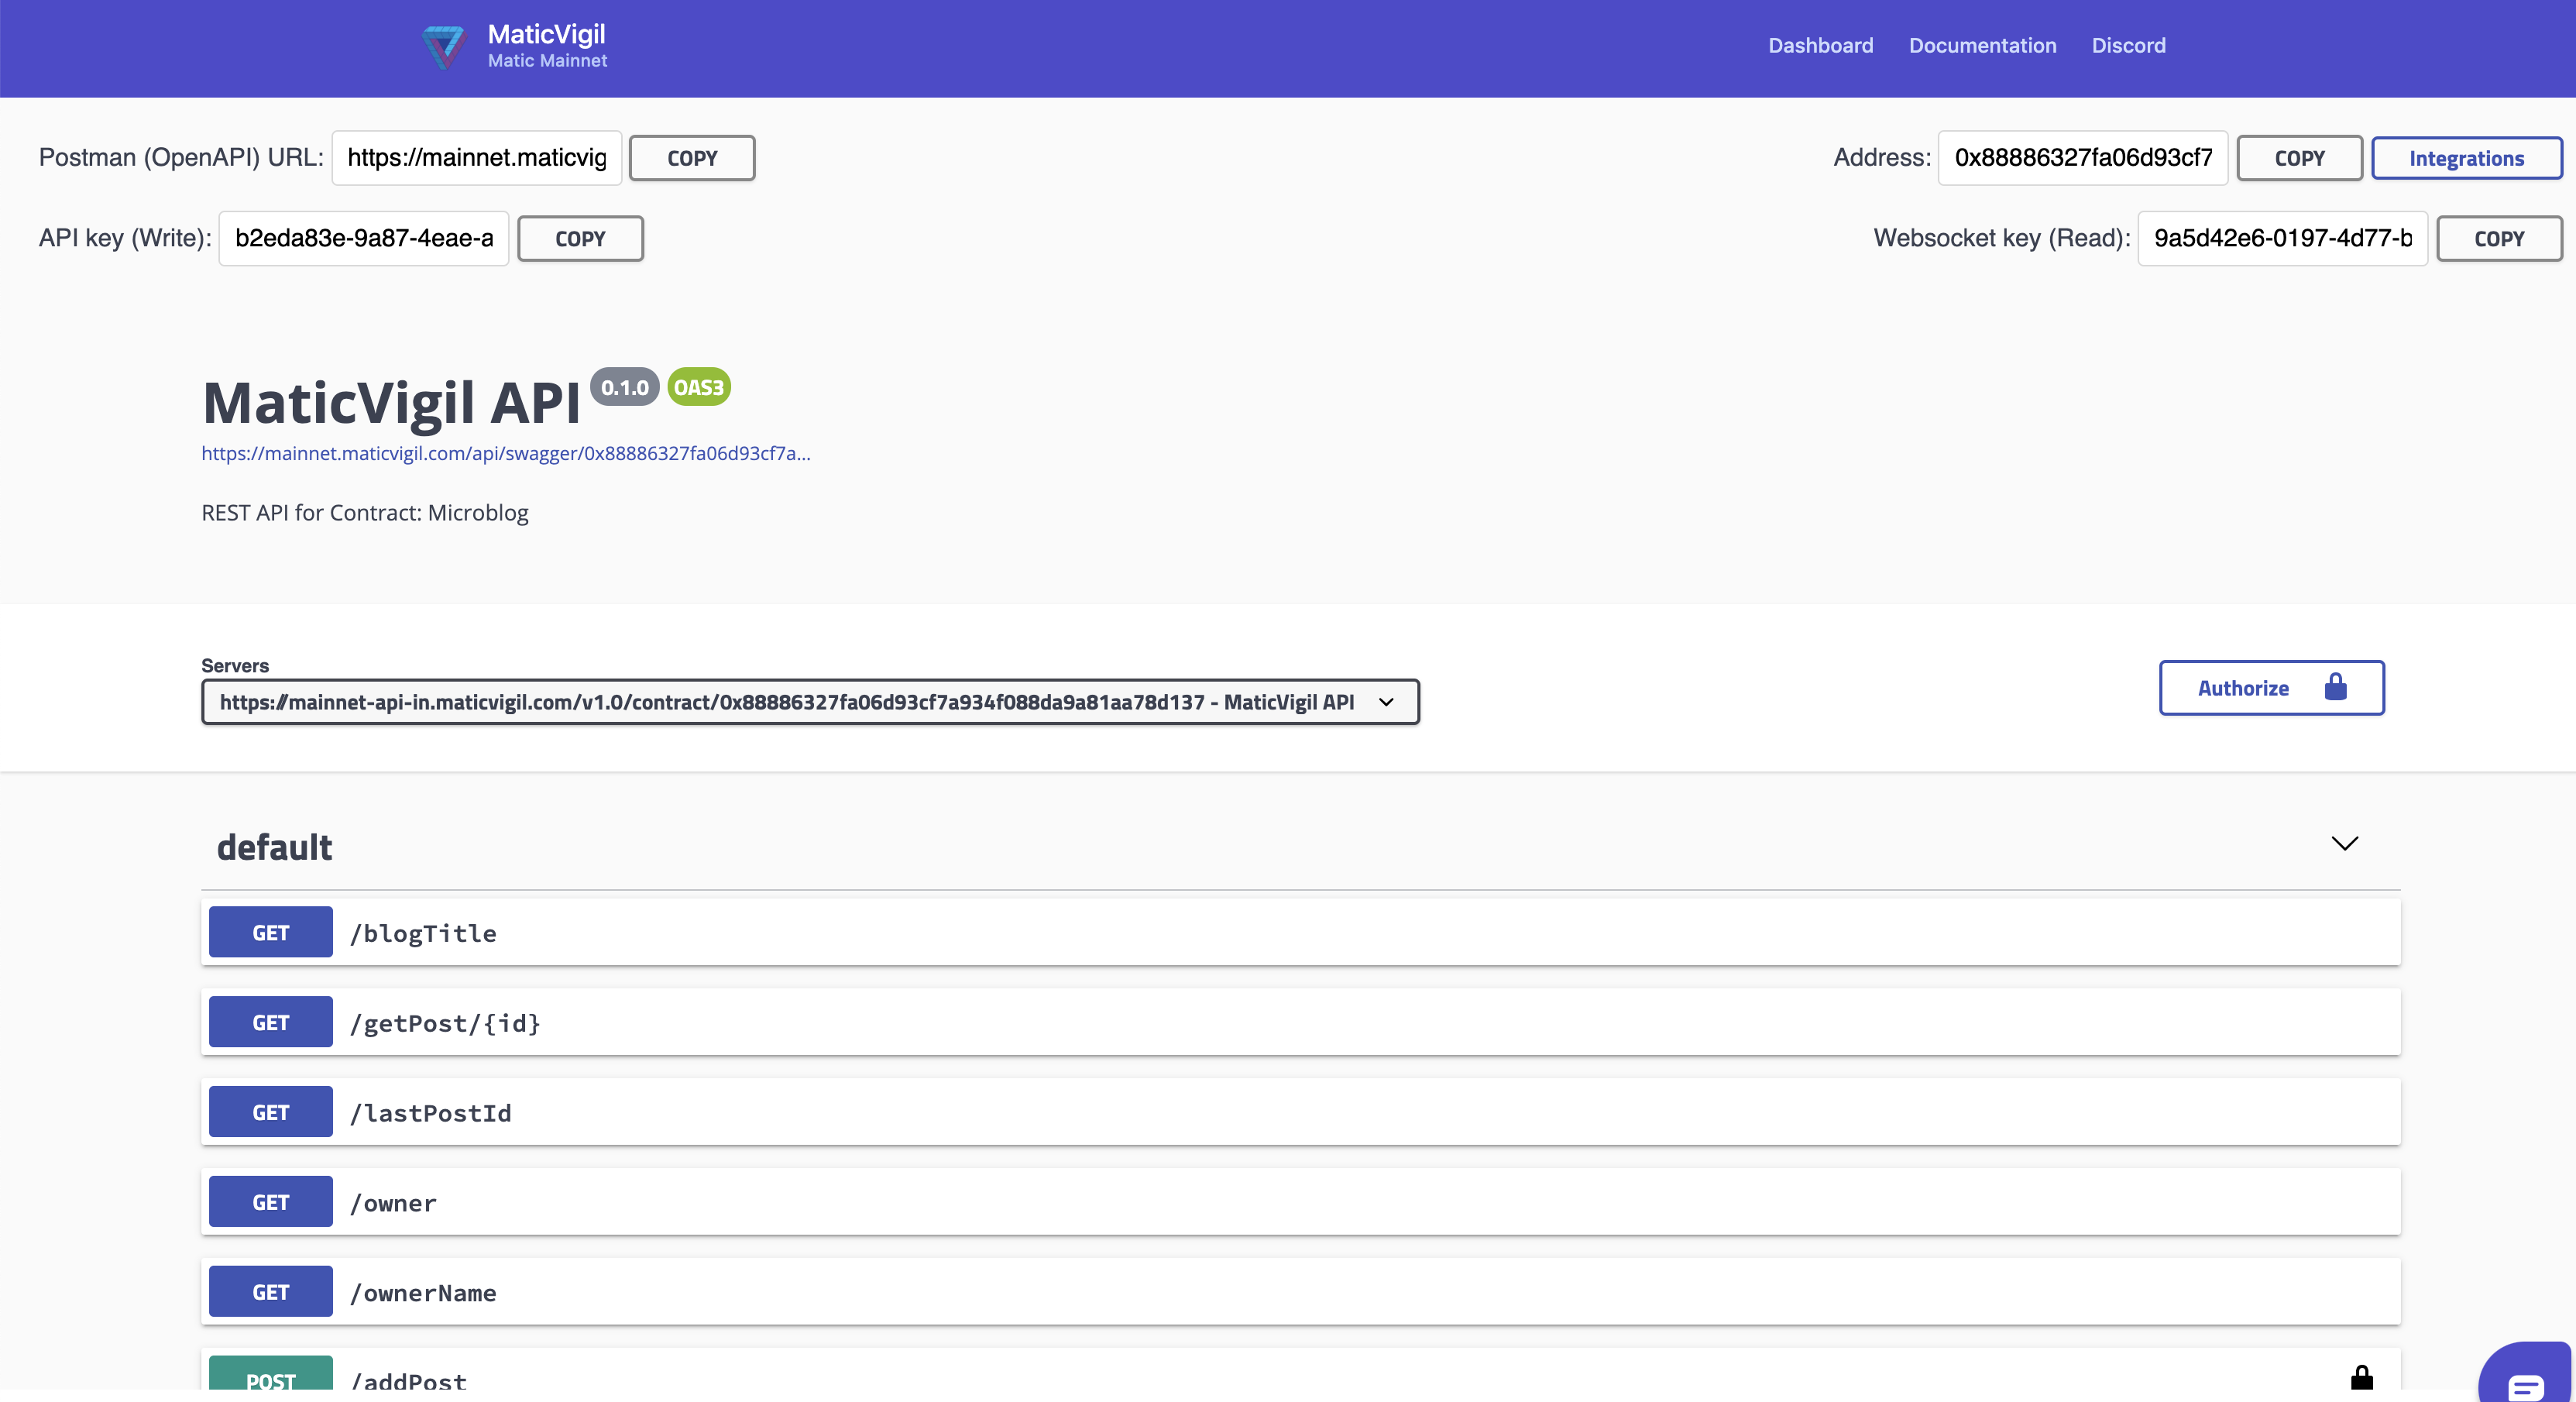 MaticVigil
Matic Mainnet
Dashboard Documentation Discord
Postman (OpenAPI) URL: https://mainnet.maticvig COPY
Address: 0x88886327fa06d93cf7 COPY Integrations
API key (Write): b2eda83e-9a87-4eae-a COPY
Websocket key (Read): 9a5d42e6-0197-4d77-b COPY
MaticVigil API 0.1.0 OAS3
https://mainnet.maticvigil.com/api/swagger/0x88886327fa06d93cf7a...
REST API for Contract: Microblog
Servers
https://mainnet-api-in.maticvigil.com/v1.0/contract/0x88886327fa06d93cf7a934f088da9a81aa78d137 - MaticVigil API
Authorize
default
GET /blogTitle
GET /getPost/{id}
GET /lastPostId
GET /owner
GET /ownerName
POST /addPost